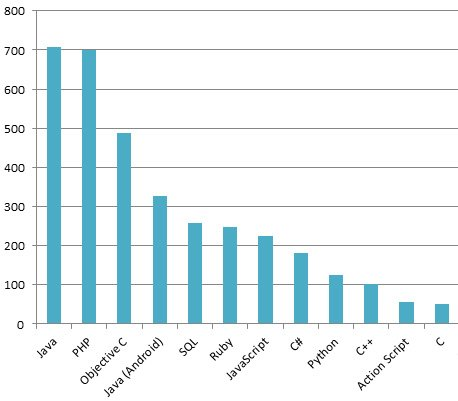 800
700
600
500
400
300
200
100
0
Java
PHP
Objective C
Java (Android)
SQL
Ruby
JavaScript
C#
Python
C++
Action Script
C